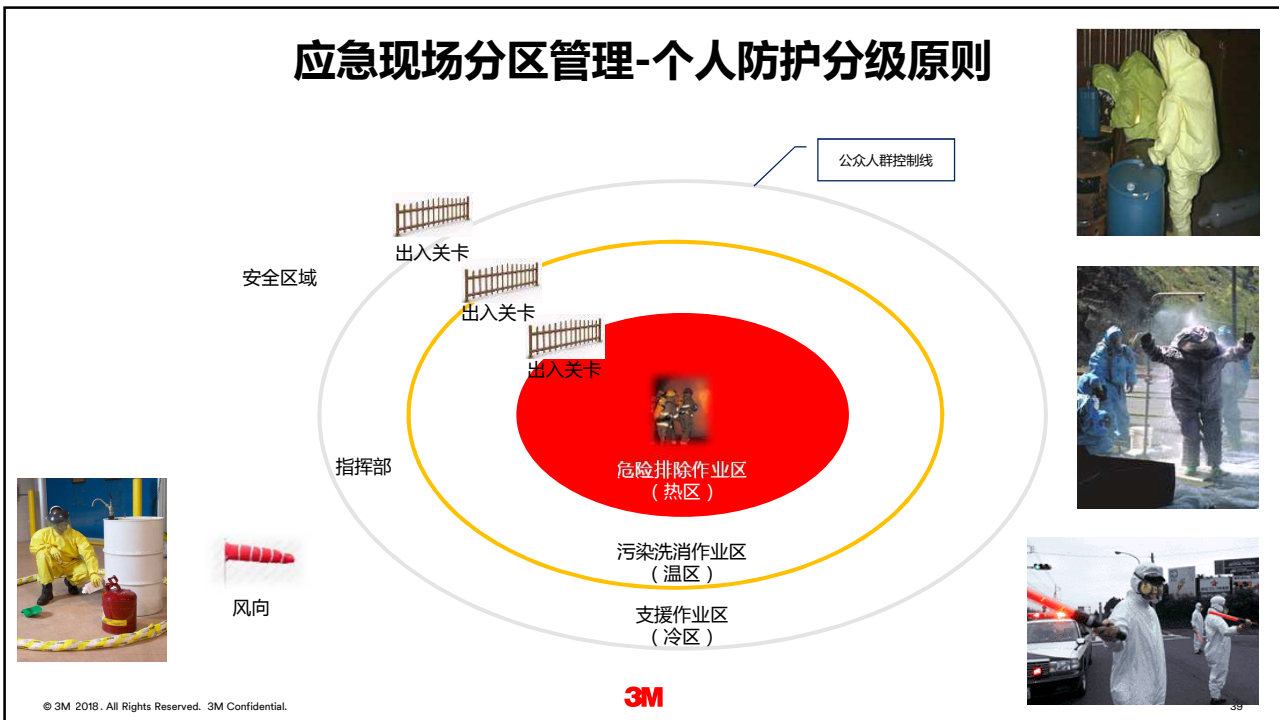 应急现场分区管理-个人防护分级原则
公众人群控制线
出入关卡
安全区域
出入关卡
出入关卡
指挥部
危险排除作业区
（热区）
污染洗消作业区
（温区）
风向
支援作业区
（冷区）
© 3M 2018. All Rights Reserved. 3M Confidential.
3M
39